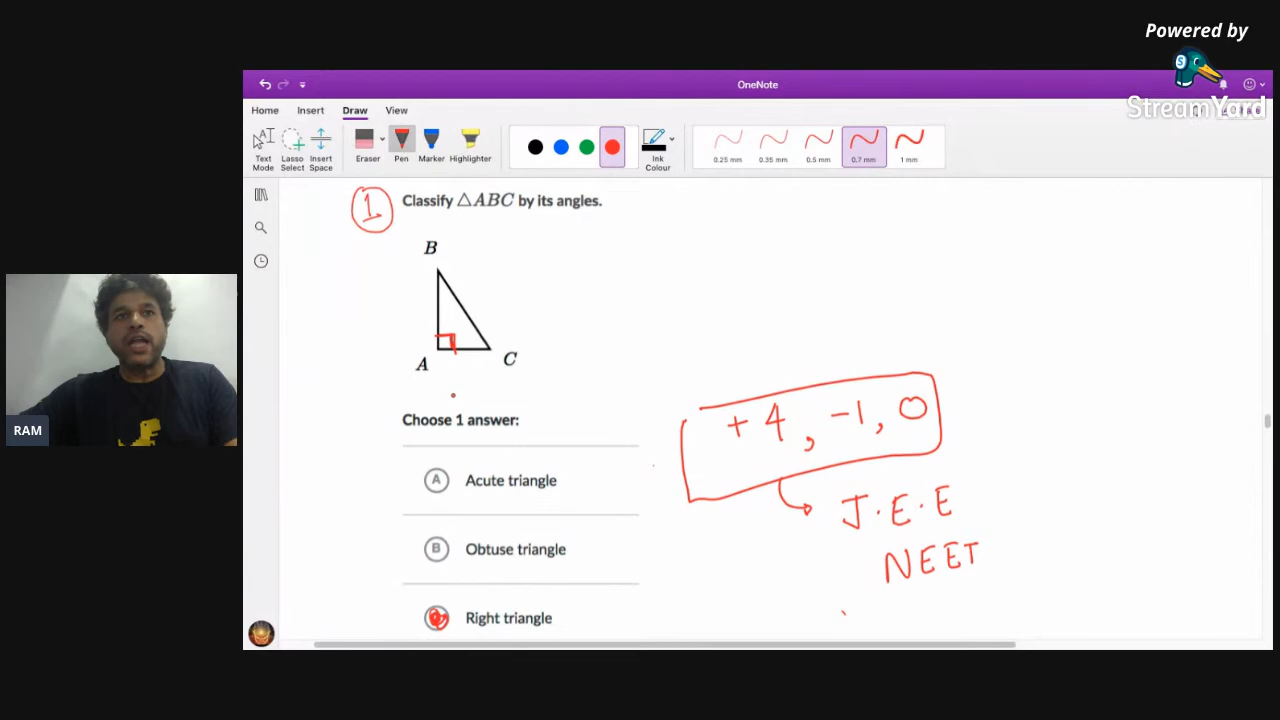 Powered by
StreamYard
OneNote
Home Insert Draw View
Text Mode
Lasso Select
Insert Space
Eraser
Pen
Marker
Highlighter
Ink Colour
0.25 mm
0.35 mm
0.5 mm
0.7 mm
1 mm
1 Classify △ABC by its angles.
B
A
C
+4, -1, 0
Choose 1 answer:
A Acute triangle
J.E.E
B Obtuse triangle
NEET
Right triangle
RAM